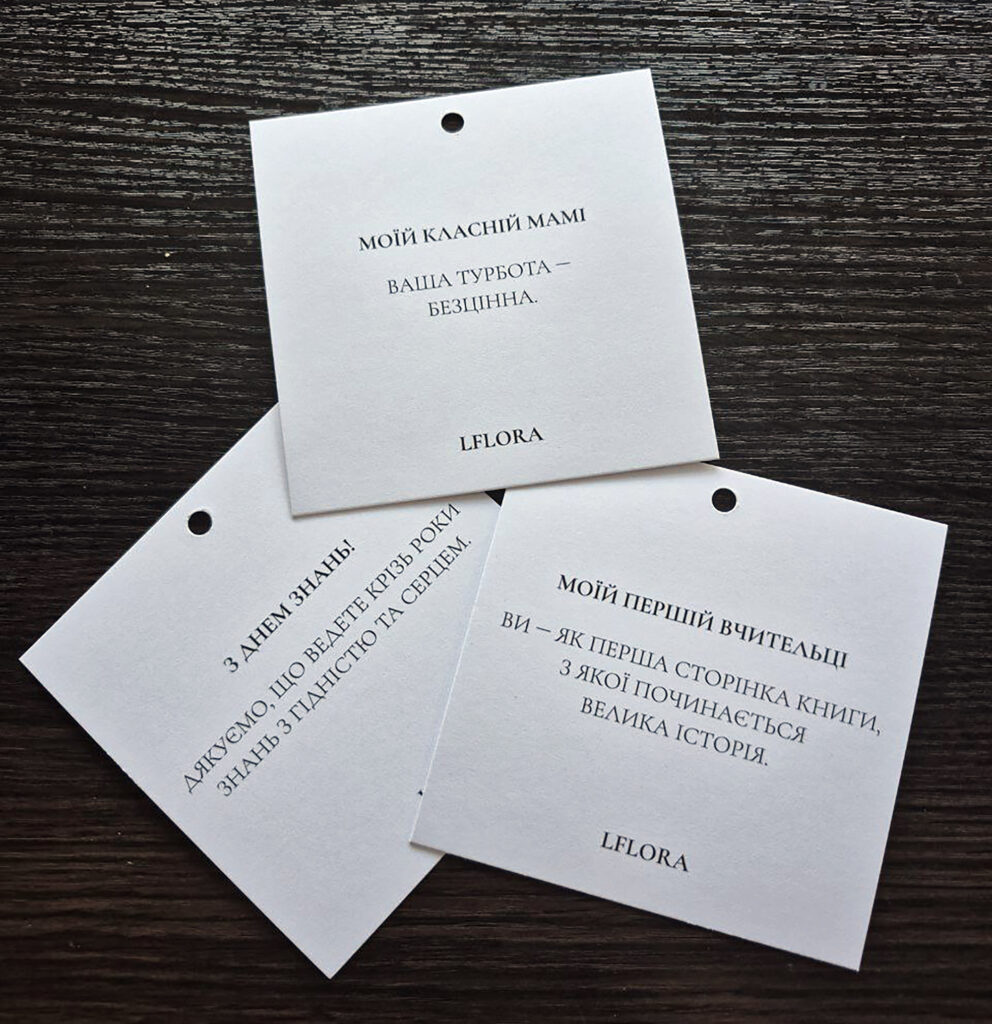 МОЇЙ КЛАСНІЙ МАМІ
ВАША ТУРБОТА –
БЕЗЦІННА.
LFLORA
З ДНЕМ ЗНАНЬ!
ДЯКУЄМО, ЩО ВЕДЕТЕ КРІЗЬ РОКИ
ЗНАНЬ З ГІДНІСТЮ ТА СЕРЦЕМ.
МОЇЙ ПЕРШІЙ ВЧИТЕЛЬЦІ
ВИ – ЯК ПЕРША СТОРІНКА КНИГИ,
З ЯКОЇ ПОЧИНАЄТЬСЯ
ВЕЛИКА ІСТОРІЯ.
LFLORA